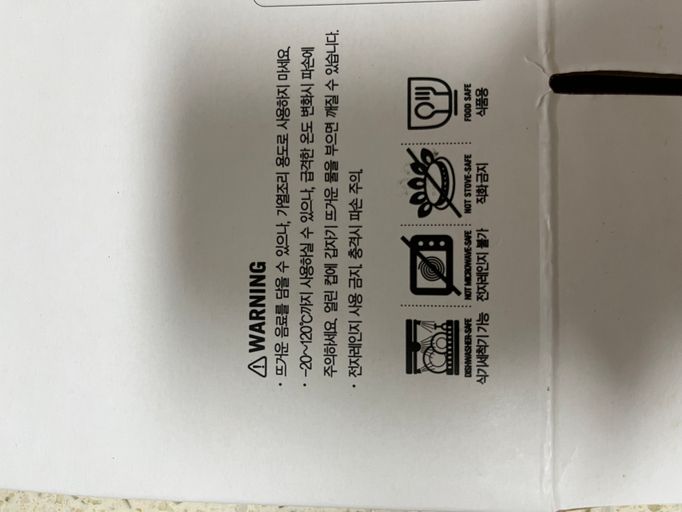 WARNING
· 뜨거운 음료를 담을 수 있으나, 가열조리 용도로 사용하지 마세요.
· -20~120℃까지 사용하실 수 있으나, 급격한 온도 변화시 파손에
주의하세요. 얼린 컵에 갑자기 뜨거운 물을 부으면 깨질 수 있습니다.
· 전자레인지 사용 금지. 충격시 파손 주의.
DISHWASHER-SAFE
식기세척기 가능
NOT MICROWAVE-SAFE
전자레인지 불가
NOT STOVE-SAFE
직화 금지
FOOD SAFE
식품용